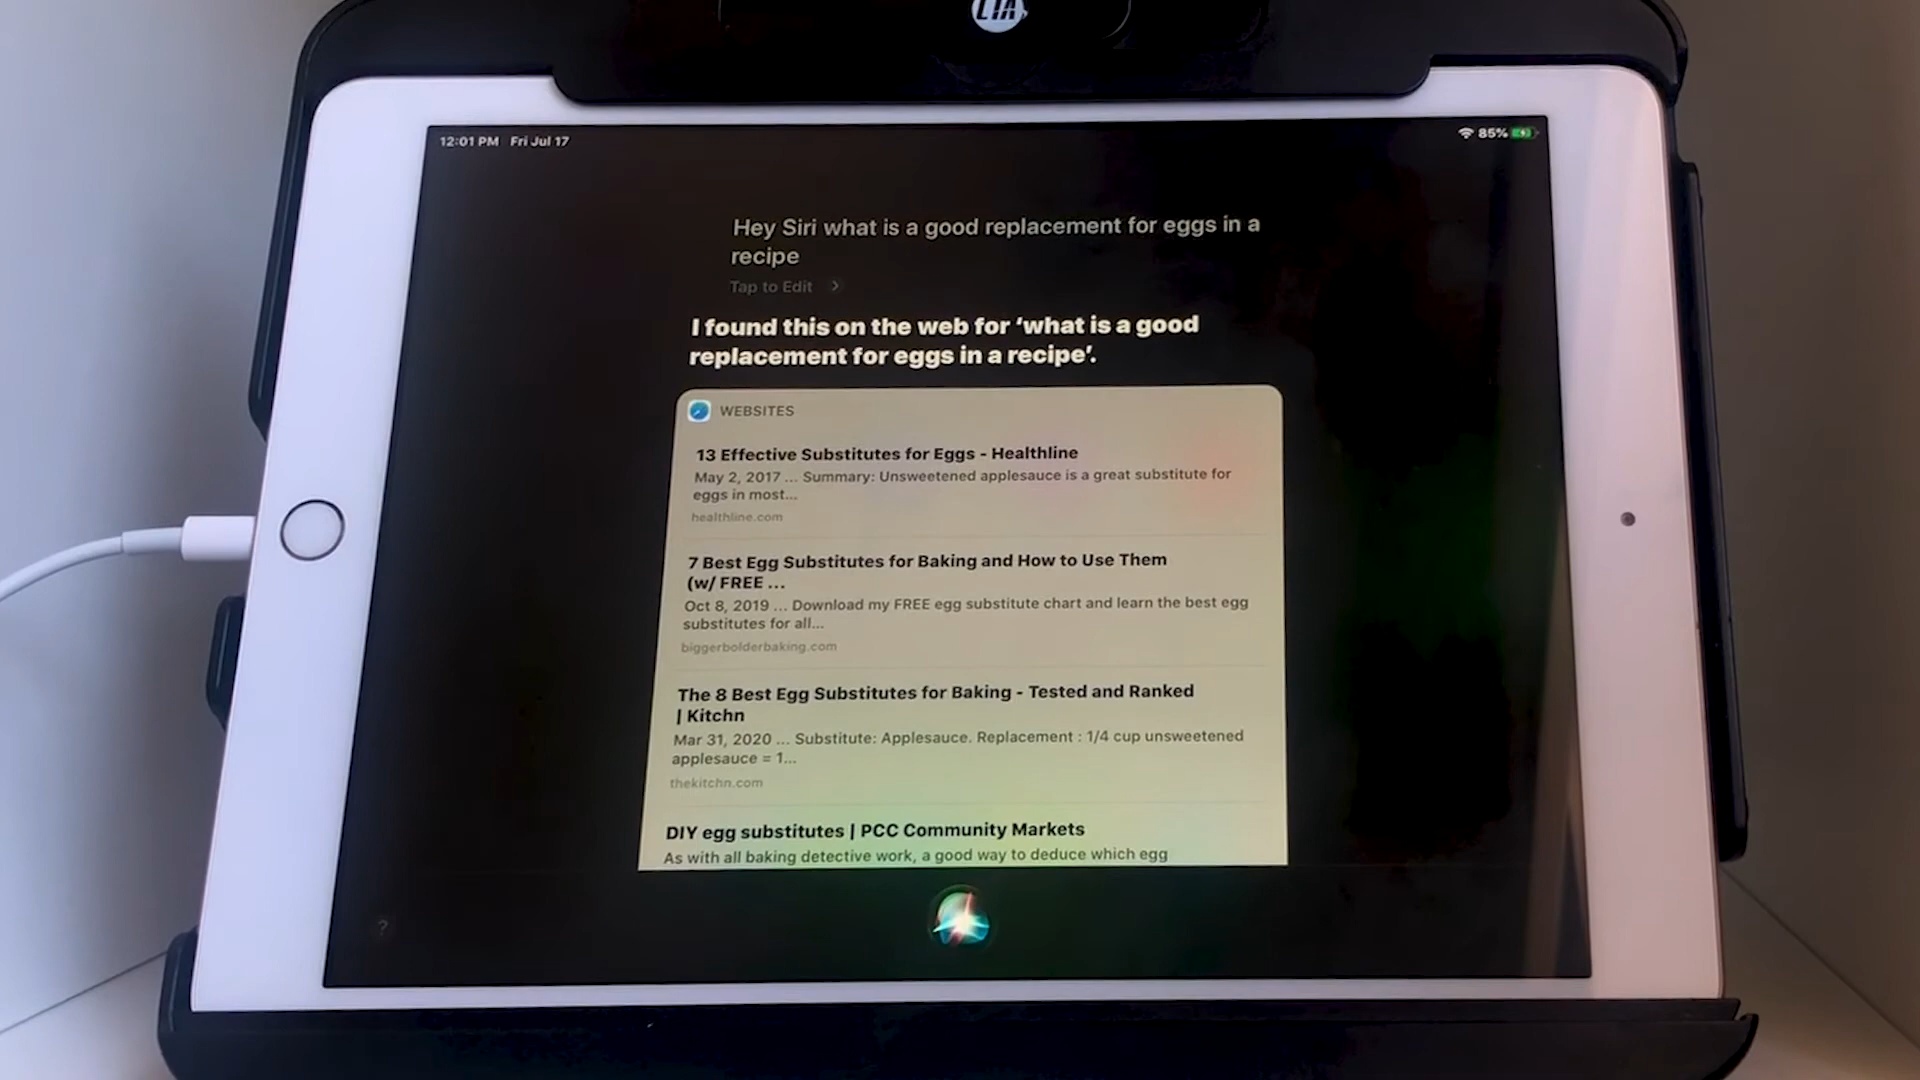 CTA
12:01 PM Fri Jul 17
85%
Hey Siri what is a good replacement for eggs in a
recipe
Tap to Edit >
I found this on the web for ‘what is a good
replacement for eggs in a recipe’.
WEBSITES
13 Effective Substitutes for Eggs - Healthline
May 2, 2017 ... Summary: Unsweetened applesauce is a great substitute for
eggs in most...
healthline.com
7 Best Egg Substitutes for Baking and How to Use Them
(w/ FREE ...
Oct 8, 2019 ... Download my FREE egg substitute chart and learn the best egg
substitutes for all...
biggerbolderbaking.com
The 8 Best Egg Substitutes for Baking - Tested and Ranked
| Kitchn
Mar 31, 2020 ... Substitute: Applesauce. Replacement : 1/4 cup unsweetened
applesauce = 1...
thekitchn.com
DIY egg substitutes | PCC Community Markets
As with all baking detective work, a good way to deduce which egg
?